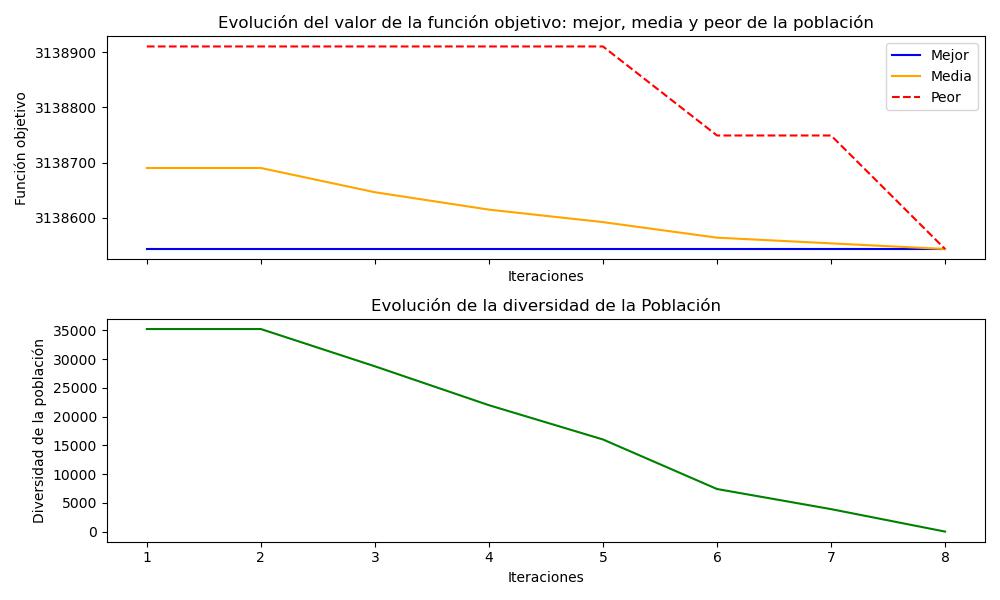 Evolución del valor de la función objetivo: mejor, media y peor de la población
3138900
3138800
3138700
3138600
Función objetivo
Mejor
Media
Peor
Iteraciones
Evolución de la diversidad de la Población
35000
30000
25000
20000
15000
10000
5000
0
Diversidad de la población
1 2 3 4 5 6 7 8
Iteraciones